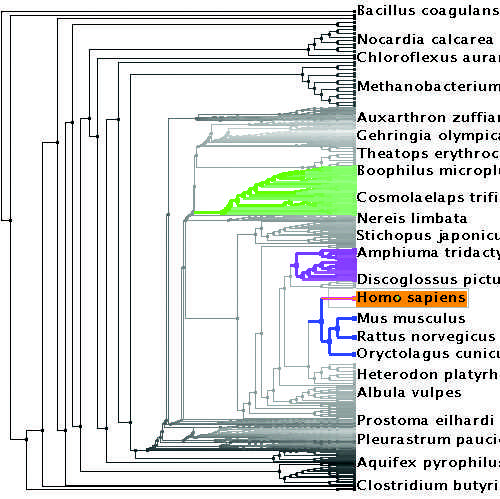 Bacillus coagulans
Nocardia calcarea
Chloroflexus auran
Methanobacterium
Auxarthron zuffian
Gehringia olympica
Theatops erythroc
Boophilus microplu
Cosmolaelaps trifi
Nereis limbata
Stichopus japonicu
Amphiuma tridacty
Discoglossus pictu
Homo sapiens
Mus musculus
Rattus norvegicus
Oryctolagus cunicu
Heterodon platyrh
Albula vulpes
Prostoma eilhardi
Pleurastrum paucic
Aquifex pyrophilus
Clostridium butyri